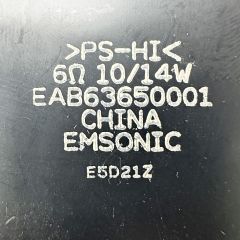 >PS-HI<
6Ω 10/14W
EAB63650001
CHINA
EMSONIC
E5D21Z